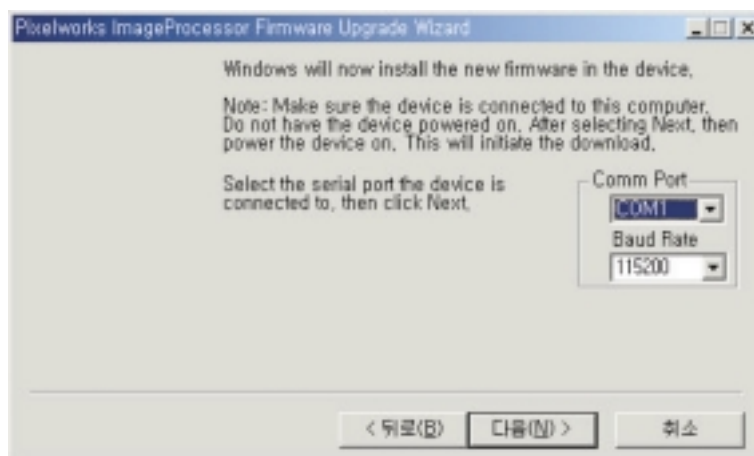 Pixelworks ImageProcessor Firmware Upgrade Wizard
Windows will now install the new firmware in the device,
Note: Make sure the device is connected to this computer,
Do not have the device powered on, After selecting Next, then
power the device on, This will initiate the download,
Select the serial port the device is
connected to, then click Next,
Comm Port
COM1
Baud Rate
115200
< 뒤로(B)
다음(N) >
취소